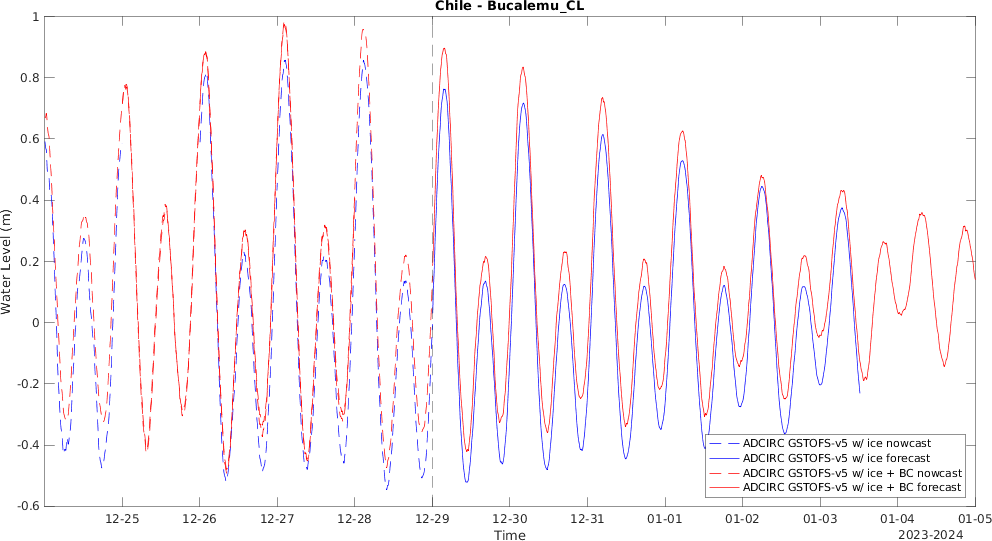 Chile - Bucalemu_CL
1
0.8
0.6
0.4
0.2
0
-0.2
-0.4
-0.6
Water Level (m)
ADCIRC GSTOFS-v5 w/ ice nowcast
ADCIRC GSTOFS-v5 w/ ice forecast
ADCIRC GSTOFS-v5 w/ ice + BC nowcast
ADCIRC GSTOFS-v5 w/ ice + BC forecast
12-25 12-26 12-27 12-28 12-29 12-30 12-31 01-01 01-02 01-03 01-04 01-05
Time
2023-2024